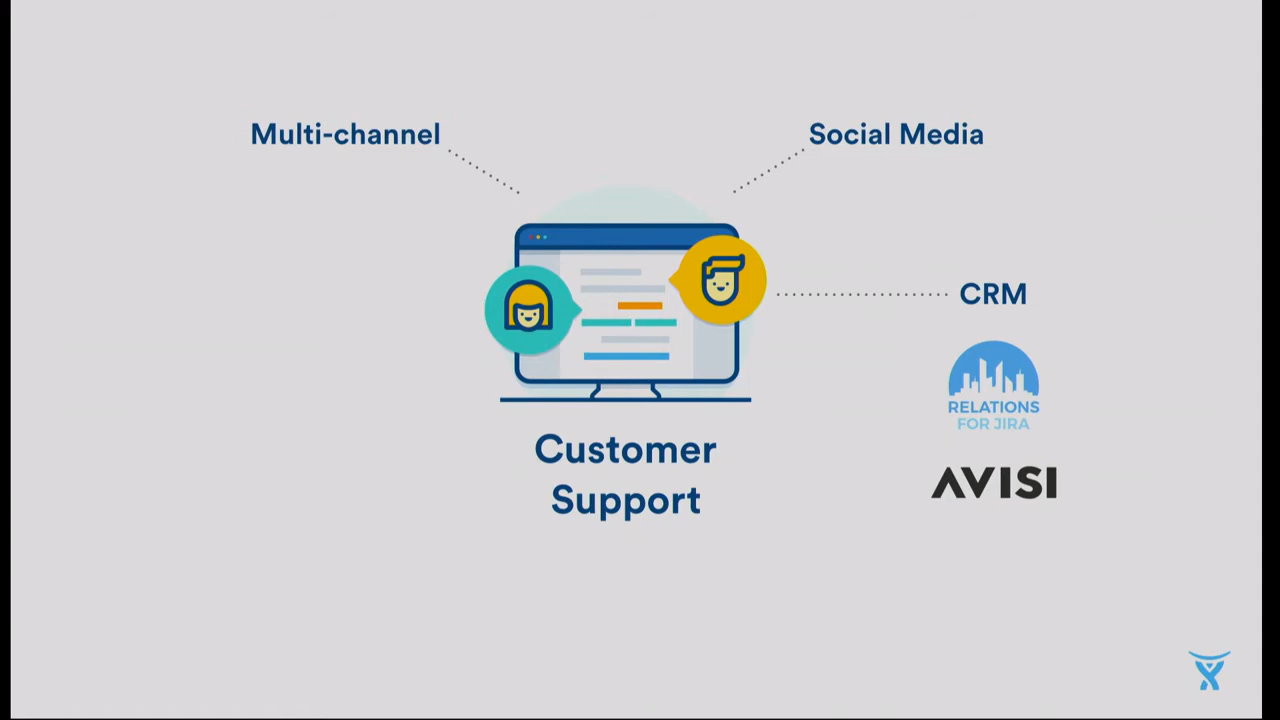 Multi-channel
Social Media
CRM
RELATIONS
FOR JIRA
AVISI
Customer
Support